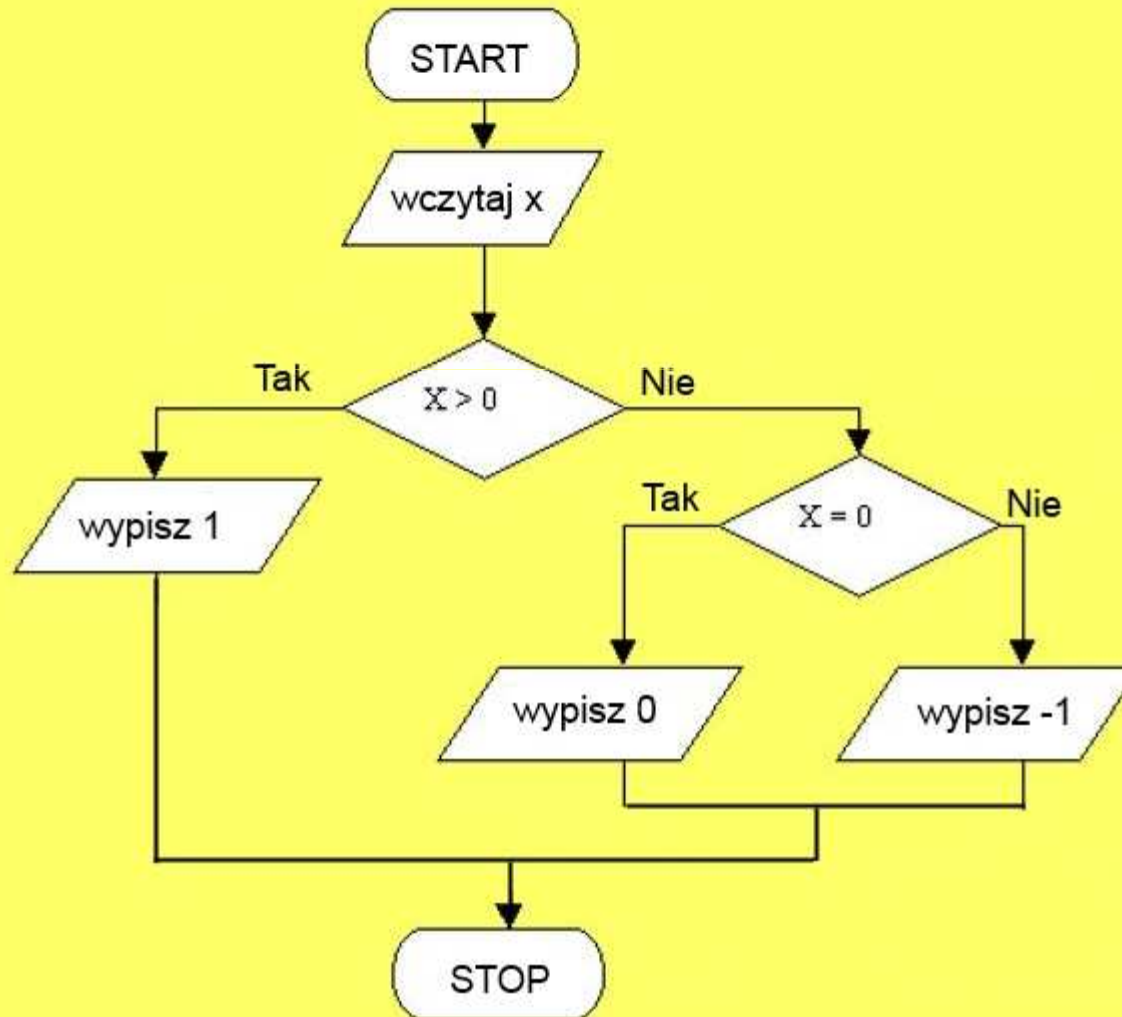 START
wczytaj x
Tak
X > 0
Nie
wypisz 1
Tak
X = 0
Nie
wypisz 0
wypisz -1
STOP